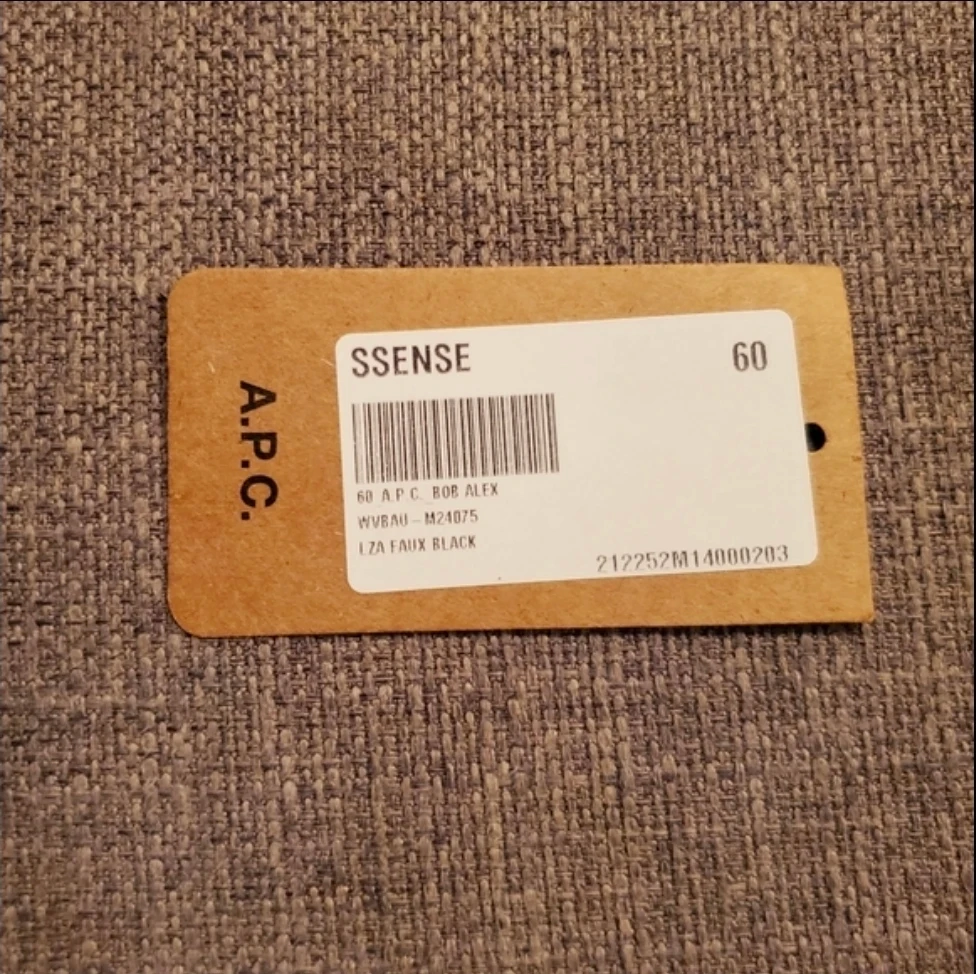 A.P.C.
SSENSE 60
60 A.P.C. BOB ALEX
WVBAU-M24075
LZA FAUX BLACK
212252M14000203